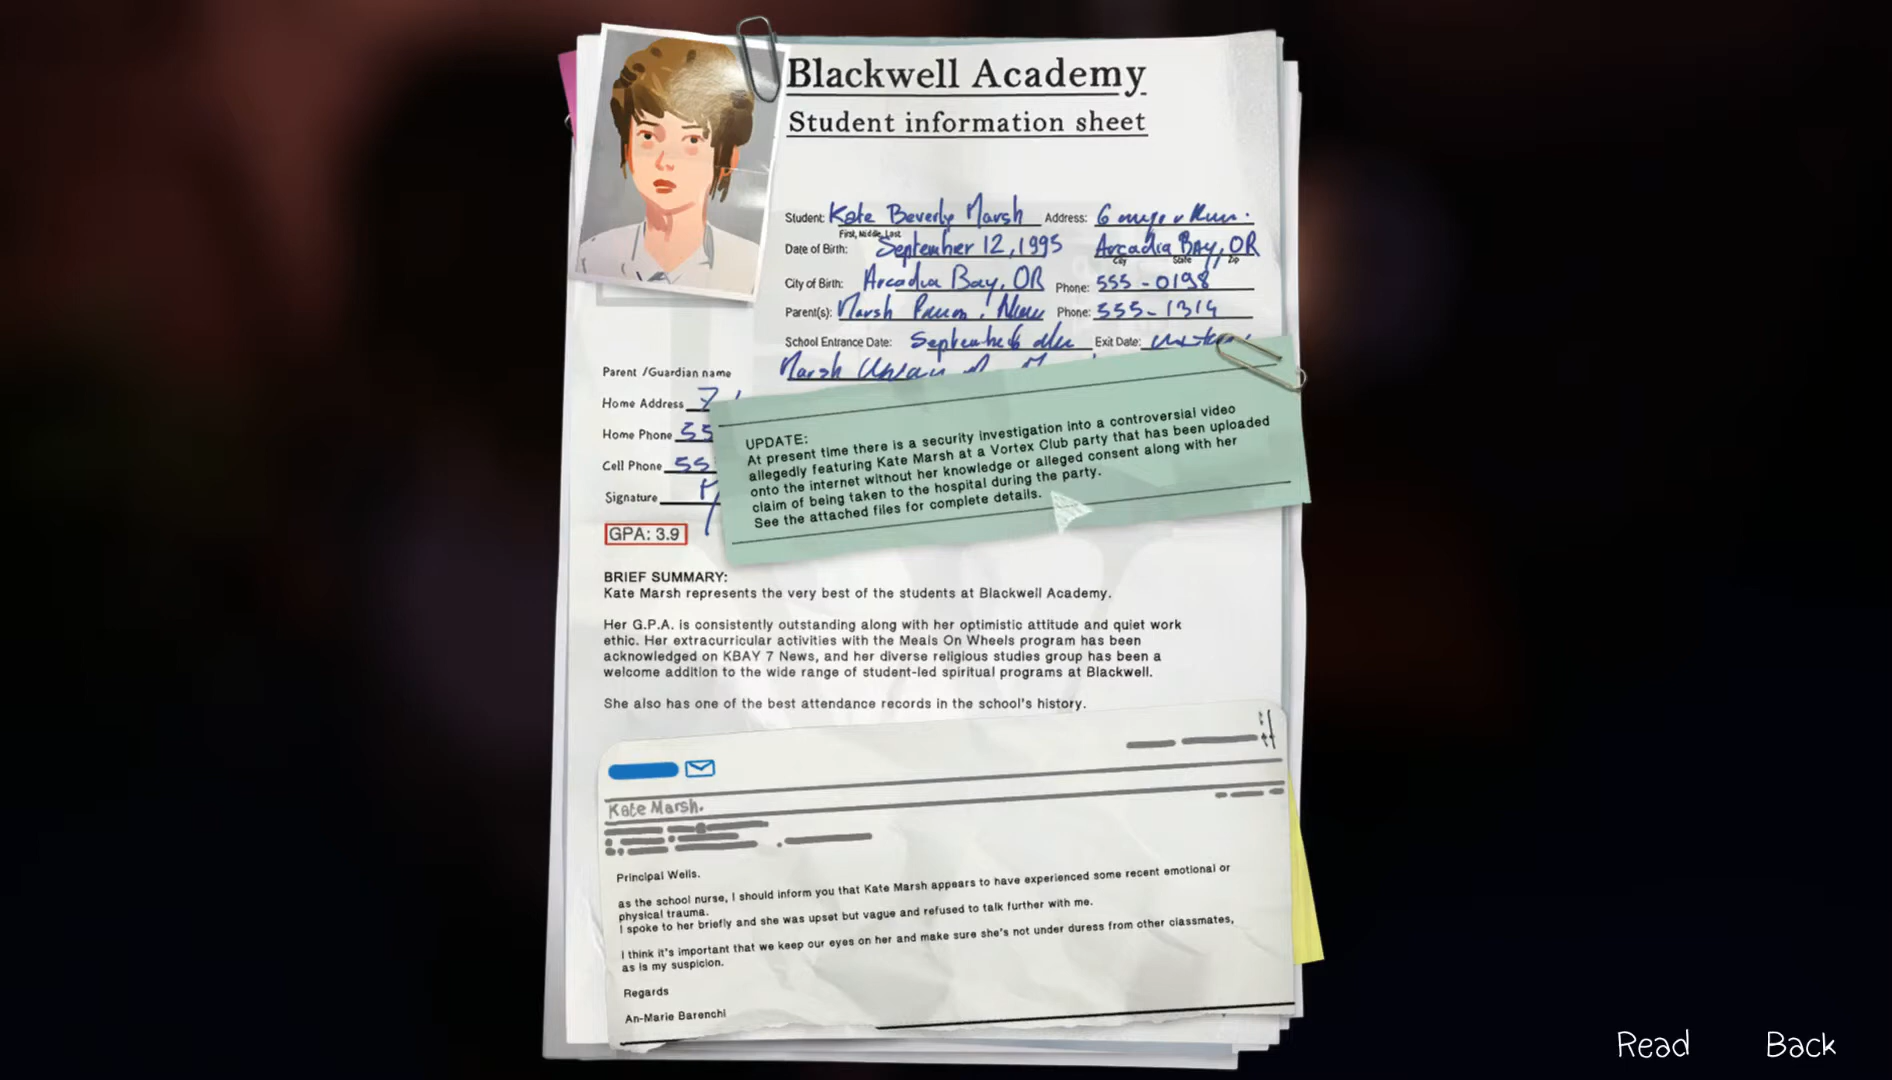 Blackwell Academy
Student information sheet
Student: Kate Beverly Marsh Address: 6
First, Middle, Last
Date of Birth: September 12, 1995 Arcadia Bay, OR
City State Zip
City of Birth: Arcadia Bay, OR Phone: 555-0198
Parent(s): Marsh Phone: 555-1314
School Entrance Date: September Exit Date:
Parent /Guardian name Marsh
Home Address 7
Home Phone 55
Cell Phone 55
Signature
GPA: 3.9
UPDATE:
At present time there is a security investigation into a controversial video
allegedly featuring Kate Marsh at a Vortex Club party that has been uploaded
onto the internet without her knowledge or alleged consent along with her
claim of being taken to the hospital during the party.
See the attached files for complete details.
BRIEF SUMMARY:
Kate Marsh represents the very best of the students at Blackwell Academy.
Her G.P.A. is consistently outstanding along with her optimistic attitude and quiet work
ethic. Her extracurricular activities with the Meals On Wheels program has been
acknowledged on KBAY 7 News, and her diverse religious studies group has been a
welcome addition to the wide range of student-led spiritual programs at Blackwell.
She also has one of the best attendance records in the school's history.
Kate Marsh.
Principal Wells.
as the school nurse, I should inform you that Kate Marsh appears to have experienced some recent emotional or
physical trauma.
I spoke to her briefly and she was upset but vague and refused to talk further with me.
I think it's important that we keep our eyes on her and make sure she's not under duress from other classmates,
as is my suspicion.
Regards
An-Marie Barenchi
Read Back